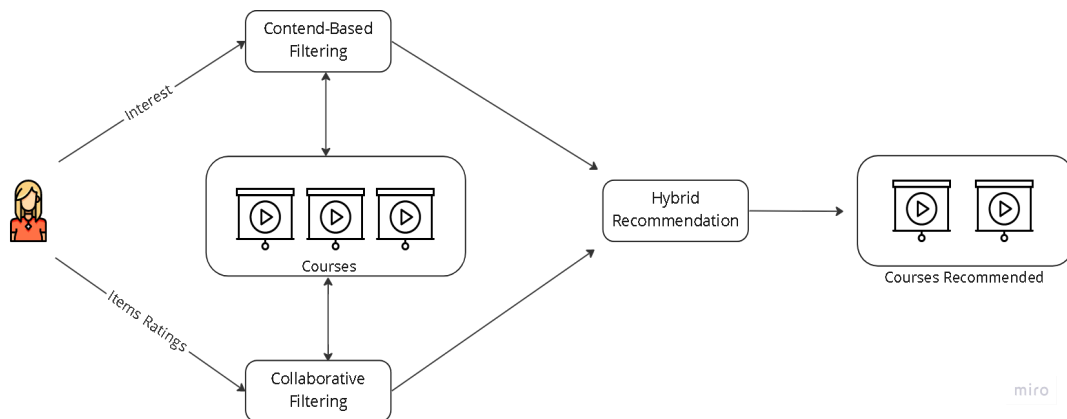 Contend-Based
Filtering
Interest
Courses
Hybrid
Recommendation
Courses Recommended
Items Ratings
Collaborative
Filtering
miro